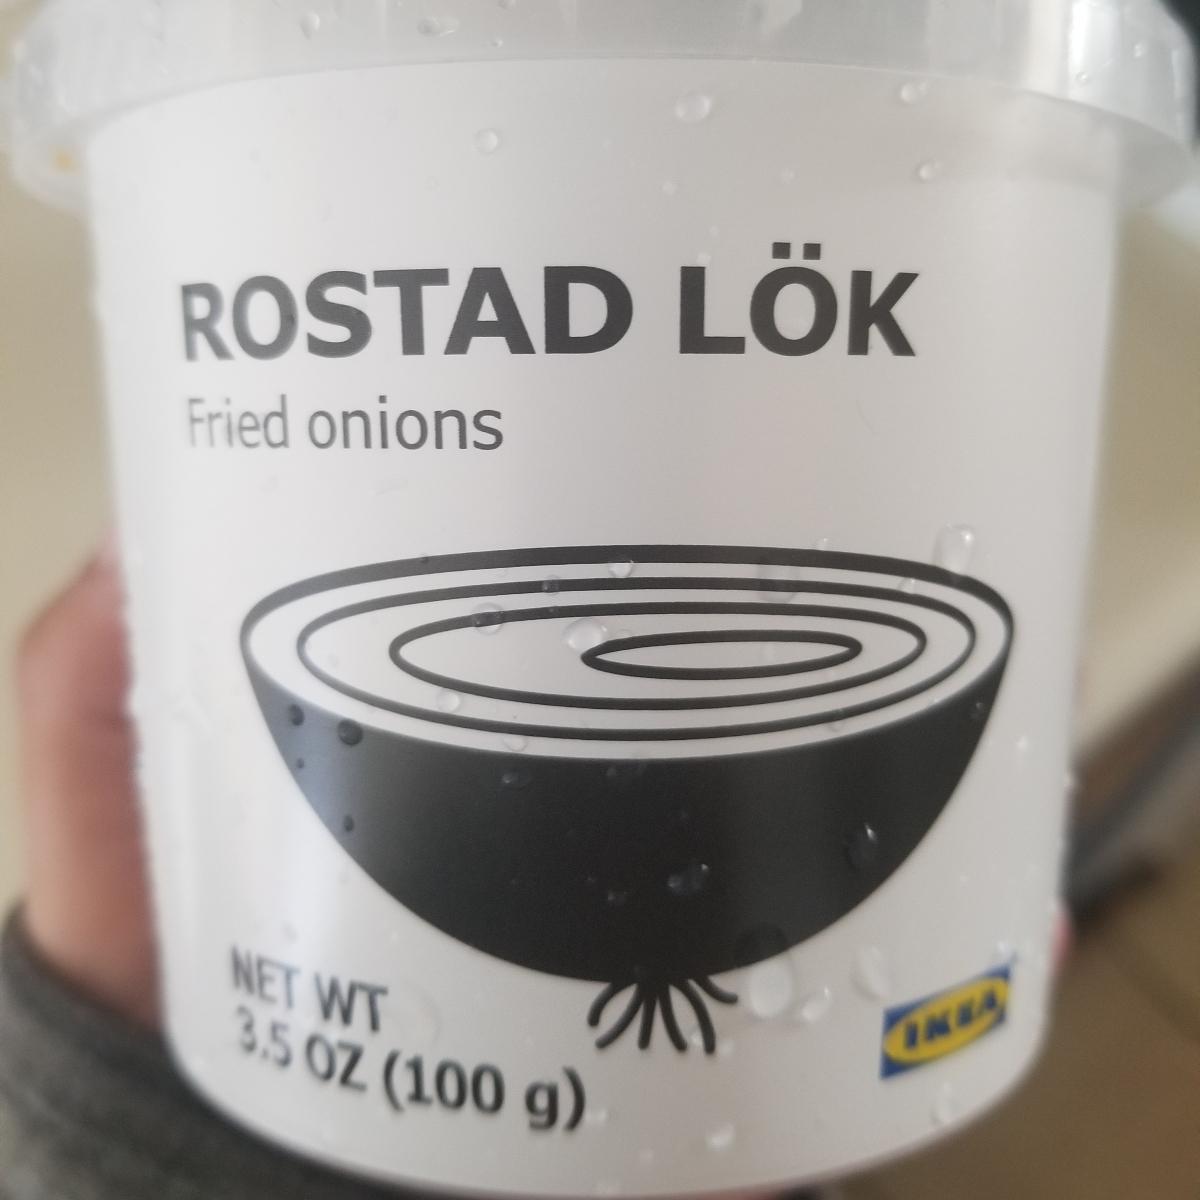 ROSTAD LÖK
Fried onions
NET WT
3.5 OZ (100 g)
IKEA